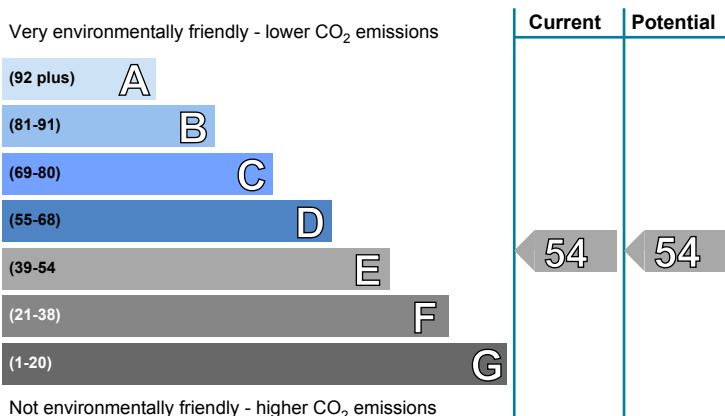 Very environmentally friendly - lower CO₂ emissions
Current Potential
(92 plus) A
(81-91) B
(69-80) C
(55-68) D
(39-54 E
54 54
(21-38) F
(1-20) G
Not environmentally friendly - higher CO₂ emissions